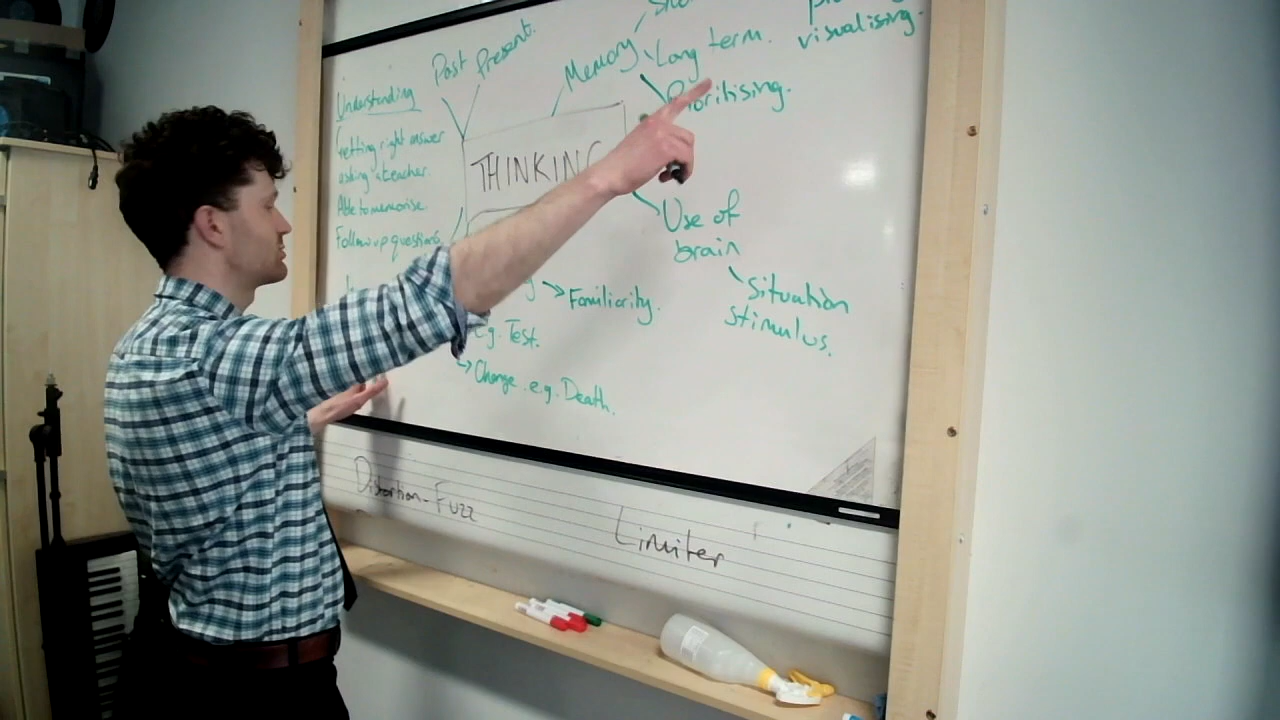 Understanding
Getting right answer
asking a teacher.
Able to memorise.
Follow up questions
Past
Present.
Memory
Long term.
Prioritising.
visualising.
THINKING
Use of
brain
Situation
stimulus.
Familiarity.
e.g. Test.
Change. e.g. Death.
Distortion - Fuzz
Limiter